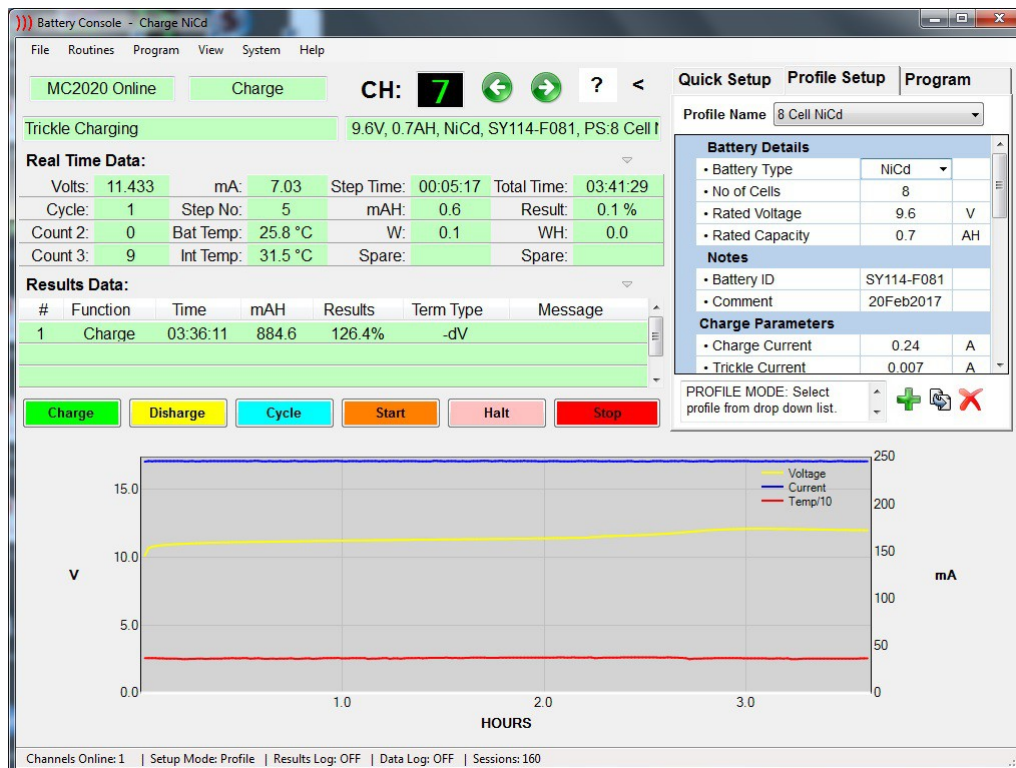 ))) Battery Console - Charge NiCd
File Routines Program View System Help
MC2020 Online Charge CH: 7 ? <
Trickle Charging 9.6V, 0.7AH, NiCd, SY114-F081, PS:8 Cell
Real Time Data:
Volts: 11.433 mA: 7.03 Step Time: 00:05:17 Total Time: 03:41:29
Cycle: 1 Step No: 5 mAH: 0.6 Result: 0.1 %
Count 2: 0 Bat Temp: 25.8 °C W: 0.1 WH: 0.0
Count 3: 9 Int Temp: 31.5 °C Spare: Spare:
Results Data:
# Function Time mAH Results Term Type Message
1 Charge 03:36:11 884.6 126.4% -dV
Charge Disharge Cycle Start Halt Stop
Quick Setup Profile Setup Program
Profile Name 8 Cell NiCd
Battery Details
• Battery Type NiCd
• No of Cells 8
• Rated Voltage 9.6 V
• Rated Capacity 0.7 AH
Notes
• Battery ID SY114-F081
• Comment 20Feb2017
Charge Parameters
• Charge Current 0.24 A
• Trickle Current 0.007 A
PROFILE MODE: Select
profile from drop down list.
Voltage
Current
Temp/10
15.0
10.0
5.0
0.0
V
250
200
150
100
50
0
mA
1.0 2.0 3.0
HOURS
Channels Online: 1 | Setup Mode: Profile | Results Log: OFF | Data Log: OFF | Sessions: 160